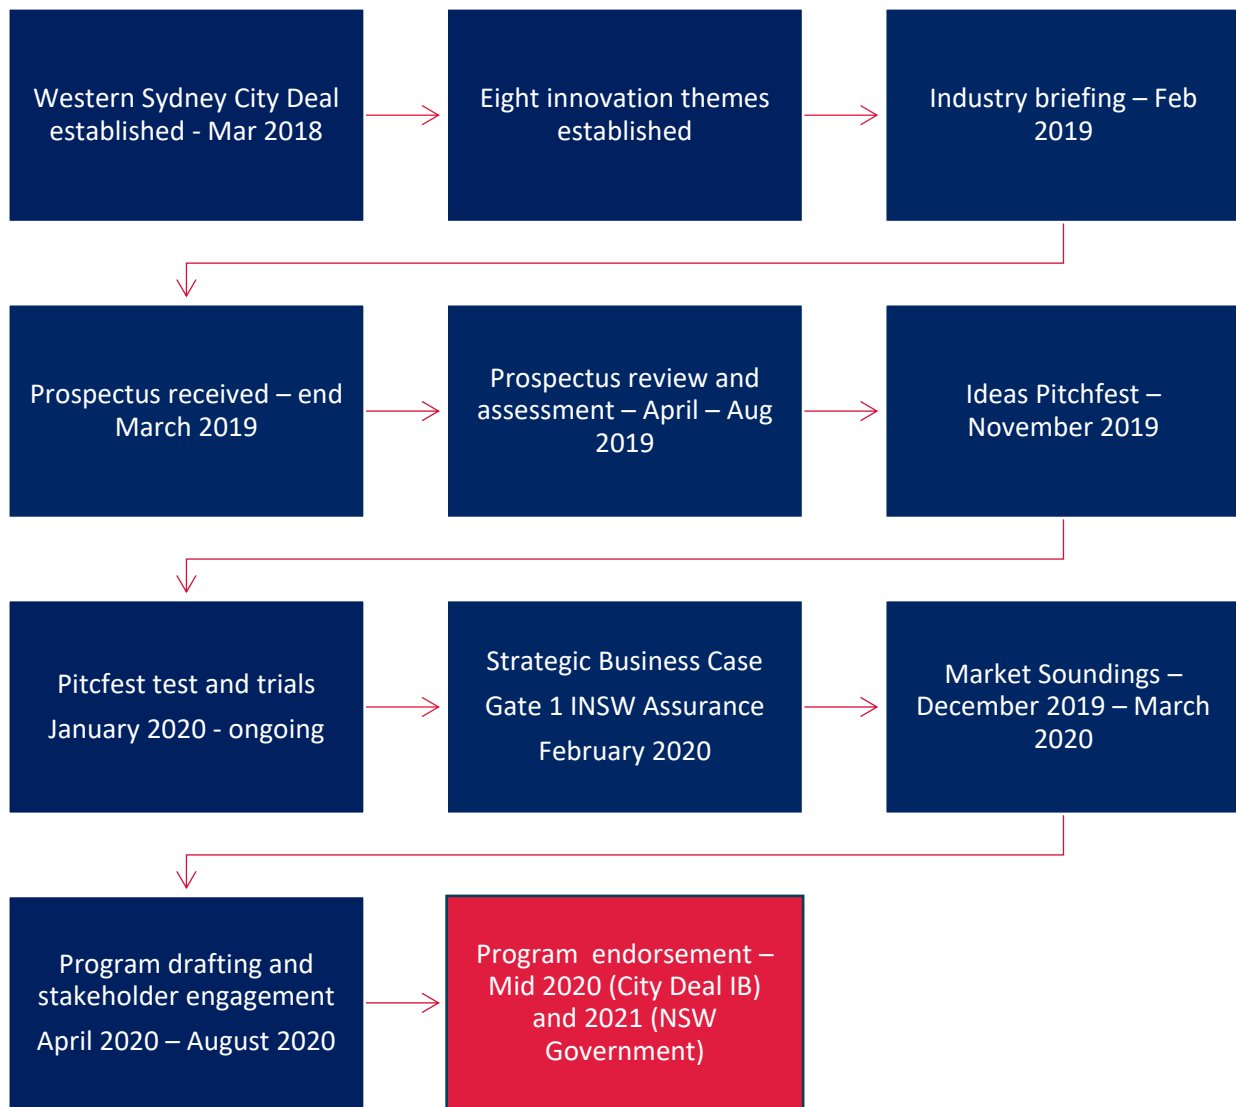 Western Sydney City Deal
established - Mar 2018
Eight innovation themes
established
Industry briefing – Feb
2019
Prospectus received – end
March 2019
Prospectus review and
assessment – April – Aug
2019
Ideas Pitchfest –
November 2019
Pitcfest test and trials
January 2020 - ongoing
Strategic Business Case
Gate 1 INSW Assurance
February 2020
Market Soundings –
December 2019 – March
2020
Program drafting and
stakeholder engagement
April 2020 – August 2020
Program  endorsement –
Mid 2020 (City Deal IB)
and 2021 (NSW
Government)